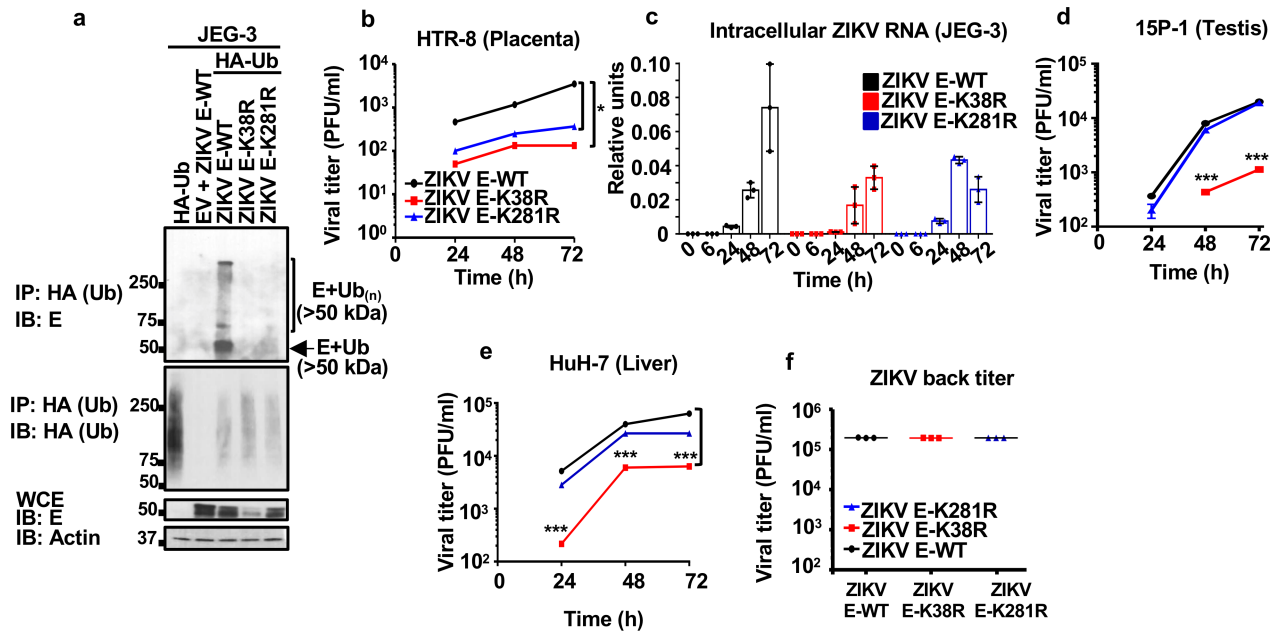 a
JEG-3
HA-Ub
HA-Ub
EV + ZIKV E-WT
ZIKV E-WT
ZIKV E-K38R
ZIKV E-K281R
IP: HA (Ub)
IB: E
250
75
50
E+Ub(n)
(>50 kDa)
E+Ub
(>50 kDa)
IP: HA (Ub)
IB: HA (Ub)
250
75
50
WCE
IB: E
50
IB: Actin
37
b
HTR-8 (Placenta)
Viral titer (PFU/ml)
10⁴
10³
10²
10¹
10⁰
*
ZIKV E-WT
ZIKV E-K38R
ZIKV E-K281R
0 24 48 72
Time (h)
c
Intracellular ZIKV RNA (JEG-3)
Relative units
0.10
0.08
0.06
0.04
0.02
0
ZIKV E-WT
ZIKV E-K38R
ZIKV E-K281R
0 6 24 48 72 0 6 24 48 72 0 6 24 48 72
Time (h)
d
15P-1 (Testis)
Viral titer (PFU/ml)
10⁵
10⁴
10³
10²
*** ***
0 24 48 72
Time (h)
e
HuH-7 (Liver)
Viral titer (PFU/ml)
10⁵
10⁴
10³
10²
*** *** ***
0 24 48 72
Time (h)
f
ZIKV back titer
Viral titer (PFU/ml)
10⁶
10⁵
10⁴
10³
10²
ZIKV E-K281R
ZIKV E-K38R
ZIKV E-WT
ZIKV ZIKV ZIKV
E-WT E-K38R E-K281R